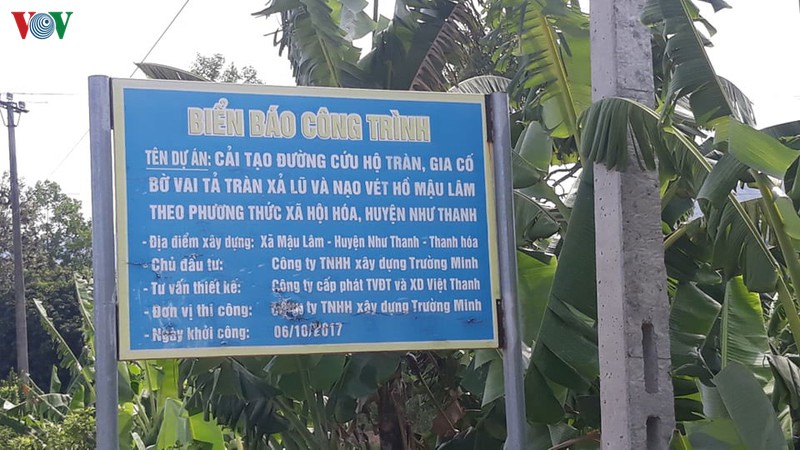 VOV
BIỂN BÁO CÔNG TRÌNH
TÊN DỰ ÁN: CẢI TẠO ĐƯỜNG CỨU HỘ TRÀN, GIA CỐ
BỜ VAI TẢ TRÀN XẢ LŨ VÀ NẠO VÉT HỒ MẬU LÂM
THEO PHƯƠNG THỨC XÃ HỘI HÓA, HUYỆN NHƯ THANH
- Địa điểm xây dựng: Xã Mậu Lâm - Huyện Như Thanh - Thanh hóa
- Chủ đầu tư: Công ty TNHH xây dựng Trường Minh
- Tư vấn thiết kế: Công ty cấp phát TVĐT và XD Việt Thanh
- Đơn vị thi công: Công ty TNHH xây dựng Trường Minh
- Ngày khởi công: 06/10/2017